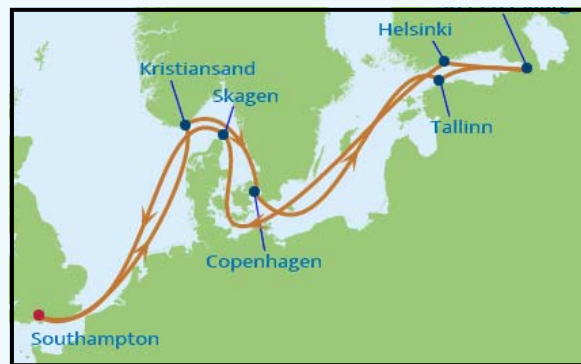 Helsinki
Kristiansand
Skagen
Tallinn
Copenhagen
Southampton